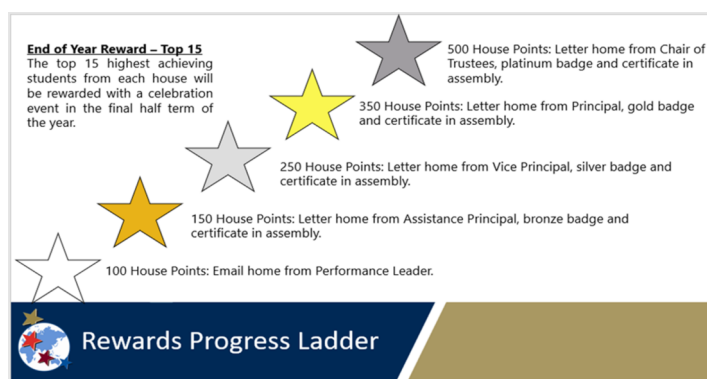 End of Year Reward – Top 15
The top 15 highest achieving
students from each house will
be rewarded with a celebration
event in the final half term of
the year.
500 House Points: Letter home from Chair of
Trustees, platinum badge and certificate in
assembly.
350 House Points: Letter home from Principal, gold badge
and certificate in assembly.
250 House Points: Letter home from Vice Principal, silver badge and
certificate in assembly.
150 House Points: Letter home from Assistance Principal, bronze badge and
certificate in assembly.
100 House Points: Email home from Performance Leader.
Rewards Progress Ladder